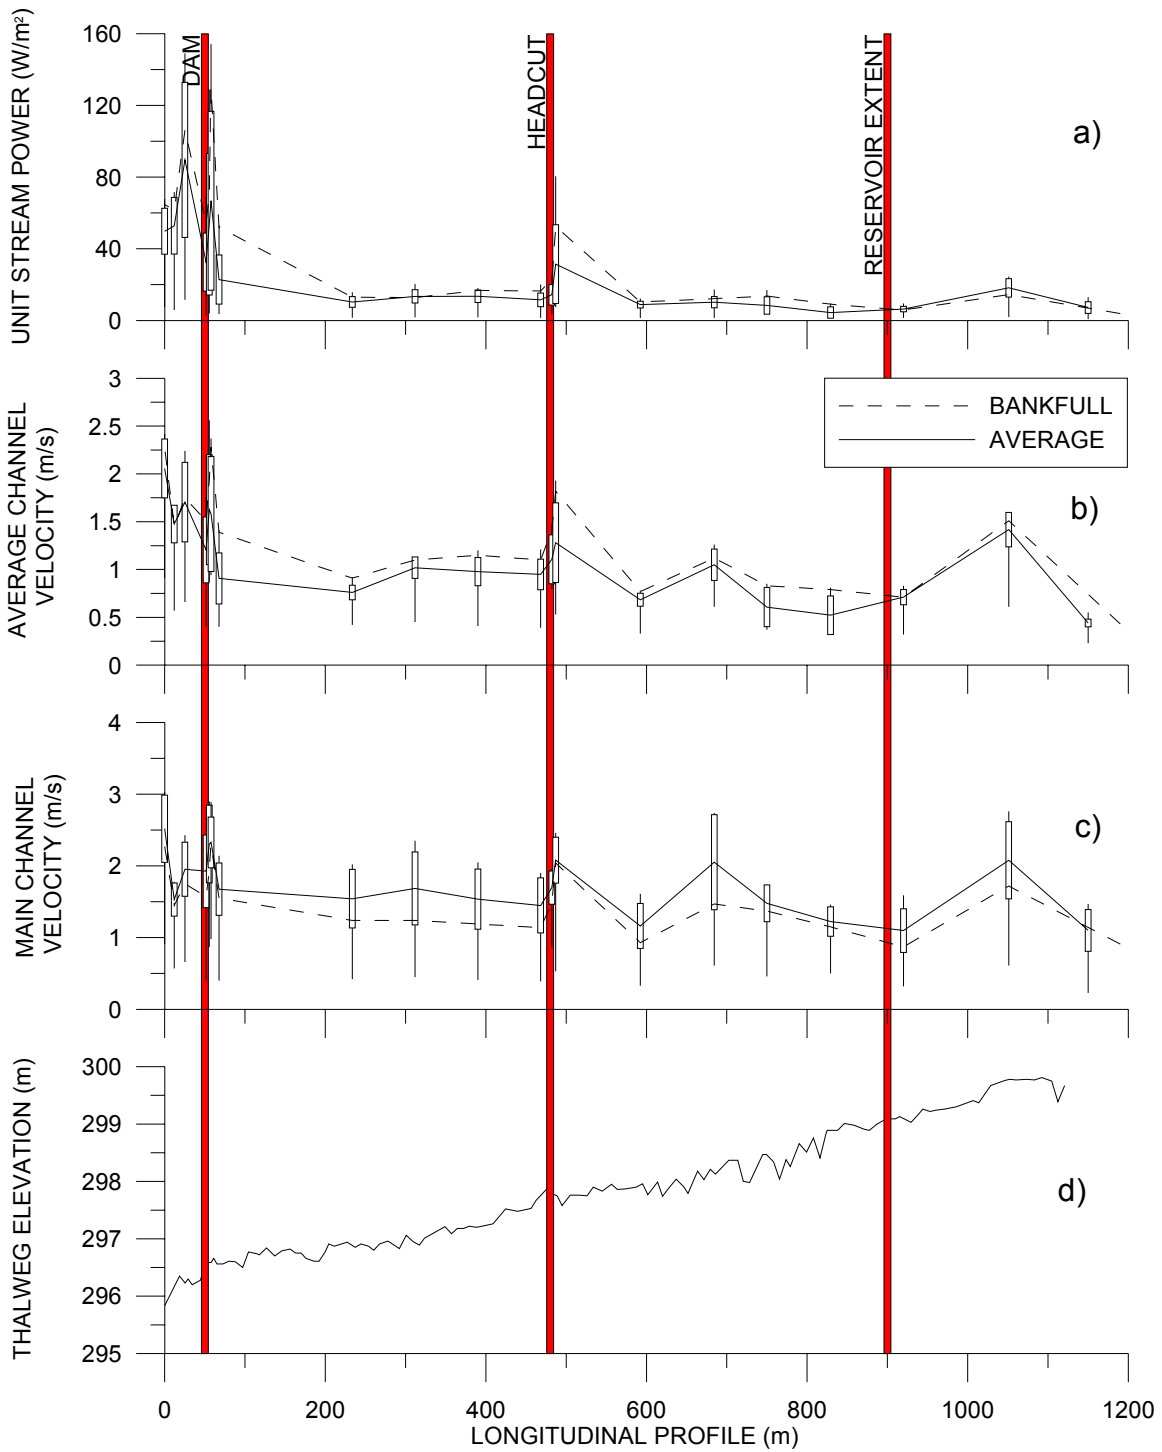 UNIT STREAM POWER (W/m²)
160
120
80
40
0
DAM
HEADCUT
RESERVOIR EXTENT
a)
AVERAGE CHANNEL
VELOCITY (m/s)
3
2.5
2
1.5
1
0.5
0
BANKFULL
AVERAGE
b)
MAIN CHANNEL
VELOCITY (m/s)
4
3
2
1
0
c)
THALWEG ELEVATION (m)
300
299
298
297
296
295
d)
0 200 400 600 800 1000 1200
LONGITUDINAL PROFILE (m)